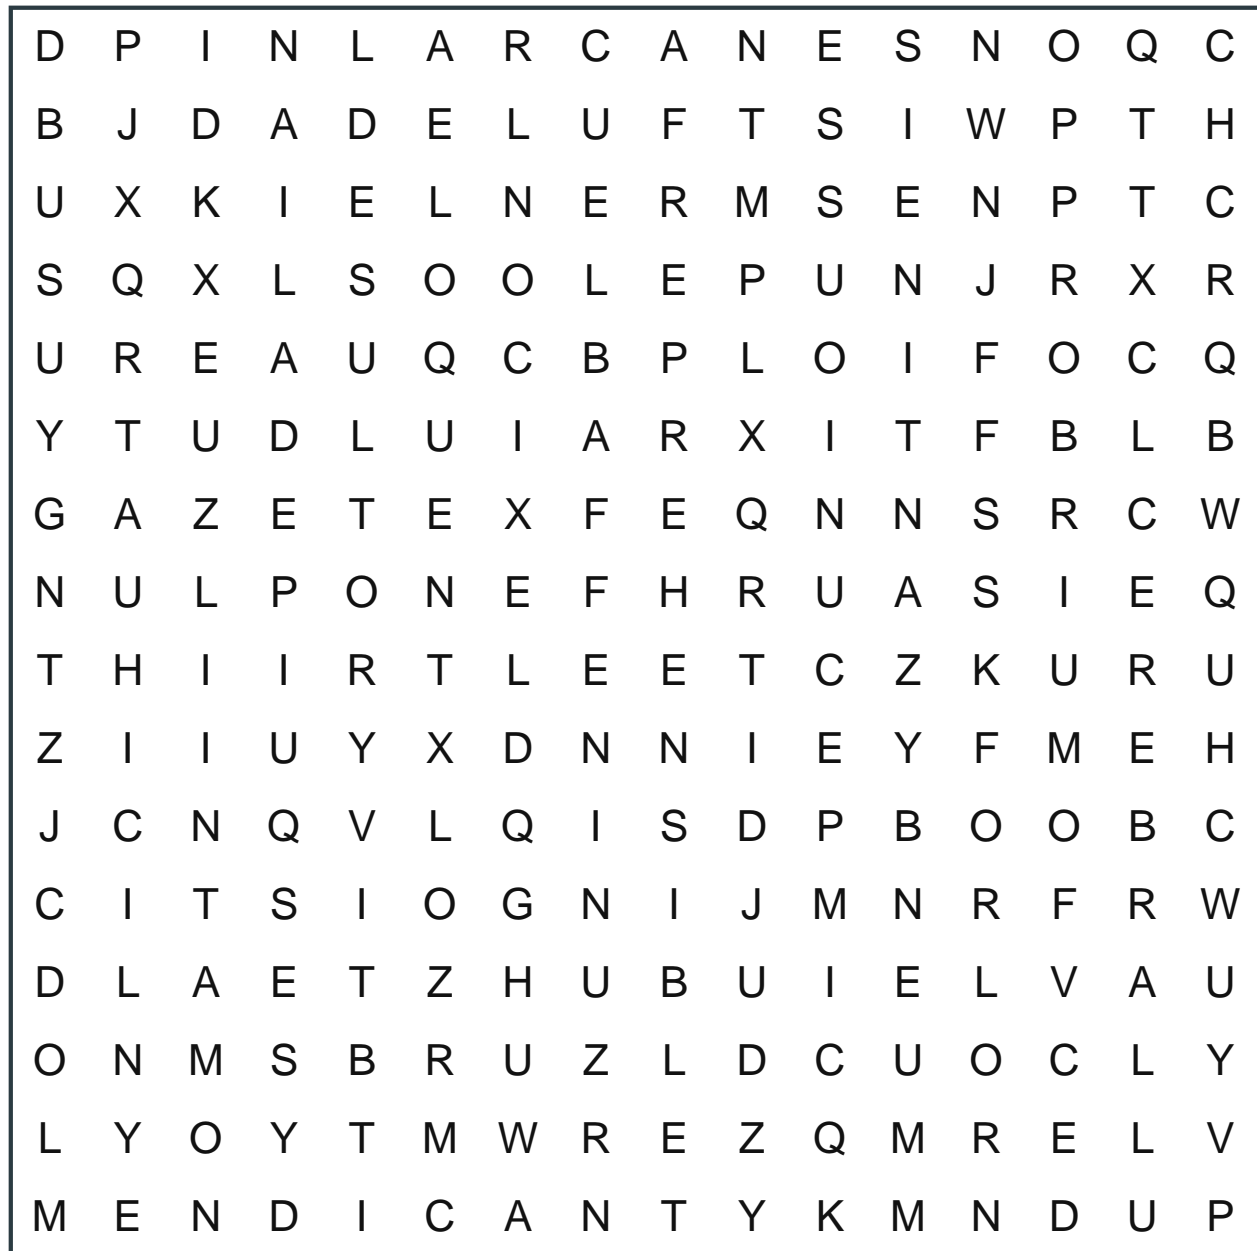 D P I N L A R C A N E S N O Q C
B J D A D E L U F T S I W P T H
U X K I E L N E R M S E N P T C
S Q X L S O O L E P U N J R X R
U R E A U Q C B P L O I F O C Q
Y T U D L U I A R X I T F B L B
G A Z E T E X F E Q N N S R C W
N U L P O N E F H R U A S I E Q
T H I I R T L E E T C Z K U R U
Z I I U Y X D N N I E Y F M E H
J C N Q V L Q I S D P B O O B C
C I T S I O G N I J M N R F R W
D L A E T Z H U B U I E L V A U
O N M S B R U Z L D C U O C L Y
L Y O Y T M W R E Z Q M R E L V
M E N D I C A N T Y K M N D U P